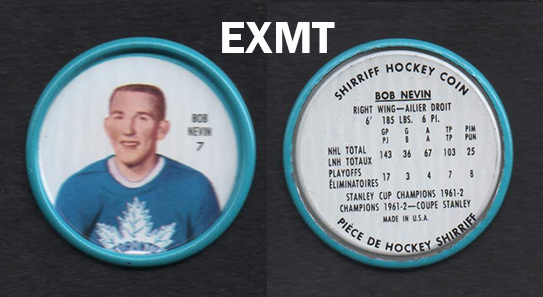 EXMT
BOB
NEVIN
7
TORONTO
SHIRRIFF HOCKEY COIN
BOB NEVIN
RIGHT WING—AILIER DROIT
6' 185 LBS. 6 PI.
GP G A TP PIM
PJ B A TP PUN
NHL TOTAL
LNH TOTAUX 143 36 67 103 25
PLAYOFFS
ÉLIMINATOIRES 17 3 4 7 8
STANLEY CUP CHAMPIONS 1961-2
CHAMPIONS 1961-2—COUPE STANLEY
MADE IN U.S.A.
PIÈCE DE HOCKEY SHIRRIFF